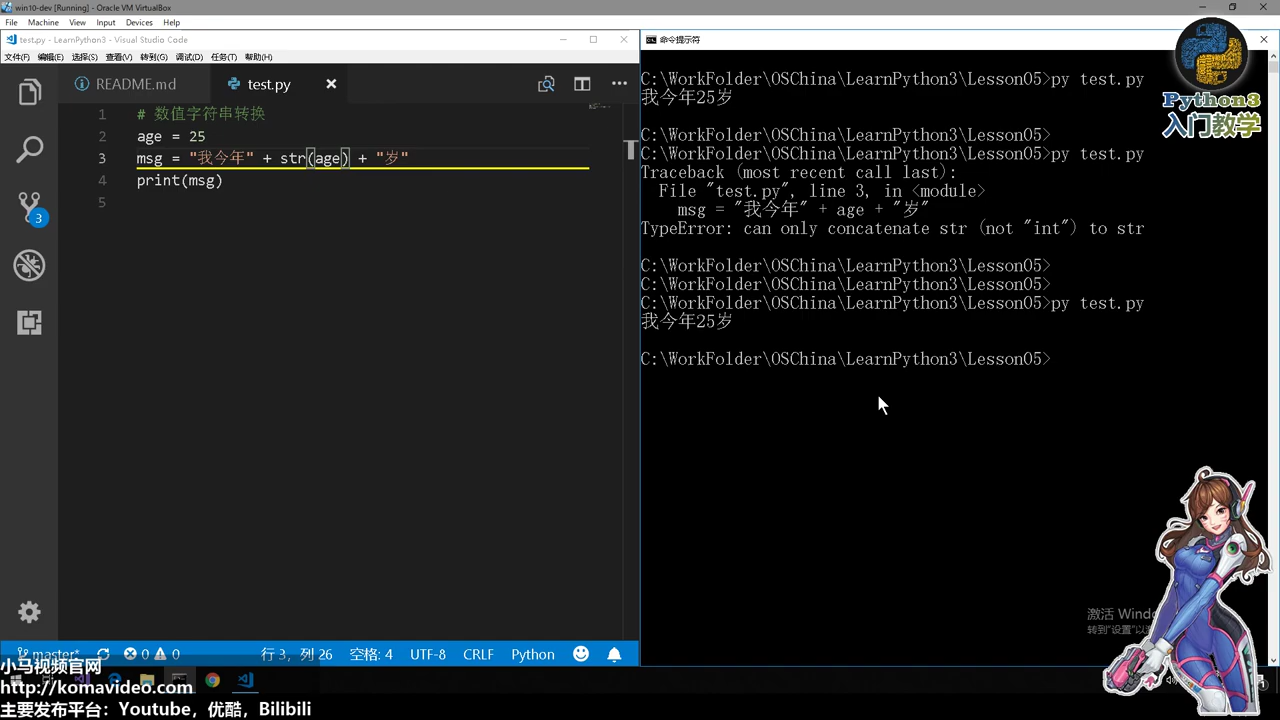 win10-dev [Running] - Oracle VM VirtualBox
File Machine View Input Devices Help
test.py - LearnPython3 - Visual Studio Code
文件(F) 编辑(E) 选择(S) 查看(V) 转到(G) 调试(D) 任务(T) 帮助(H)
README.md test.py
1 # 数值字符串转换
2 age = 25
3 msg = "我今年" + str(age) + "岁"
4 print(msg)
5
3
master* 0 0 行 3，列 26 空格: 4 UTF-8 CRLF Python
命令提示符
C:\WorkFolder\OSChina\LearnPython3\Lesson05>py test.py
我今年25岁
C:\WorkFolder\OSChina\LearnPython3\Lesson05>
C:\WorkFolder\OSChina\LearnPython3\Lesson05>py test.py
Traceback (most recent call last):
File "test.py", line 3, in <module>
msg = "我今年" + age + "岁"
TypeError: can only concatenate str (not "int") to str
C:\WorkFolder\OSChina\LearnPython3\Lesson05>
C:\WorkFolder\OSChina\LearnPython3\Lesson05>
C:\WorkFolder\OSChina\LearnPython3\Lesson05>py test.py
我今年25岁
C:\WorkFolder\OSChina\LearnPython3\Lesson05>
Python3
入门教学
激活 Windo
转到"设置"以
小马视频官网
http://komavideo.com
主要发布平台：Youtube，优酷，Bilibili